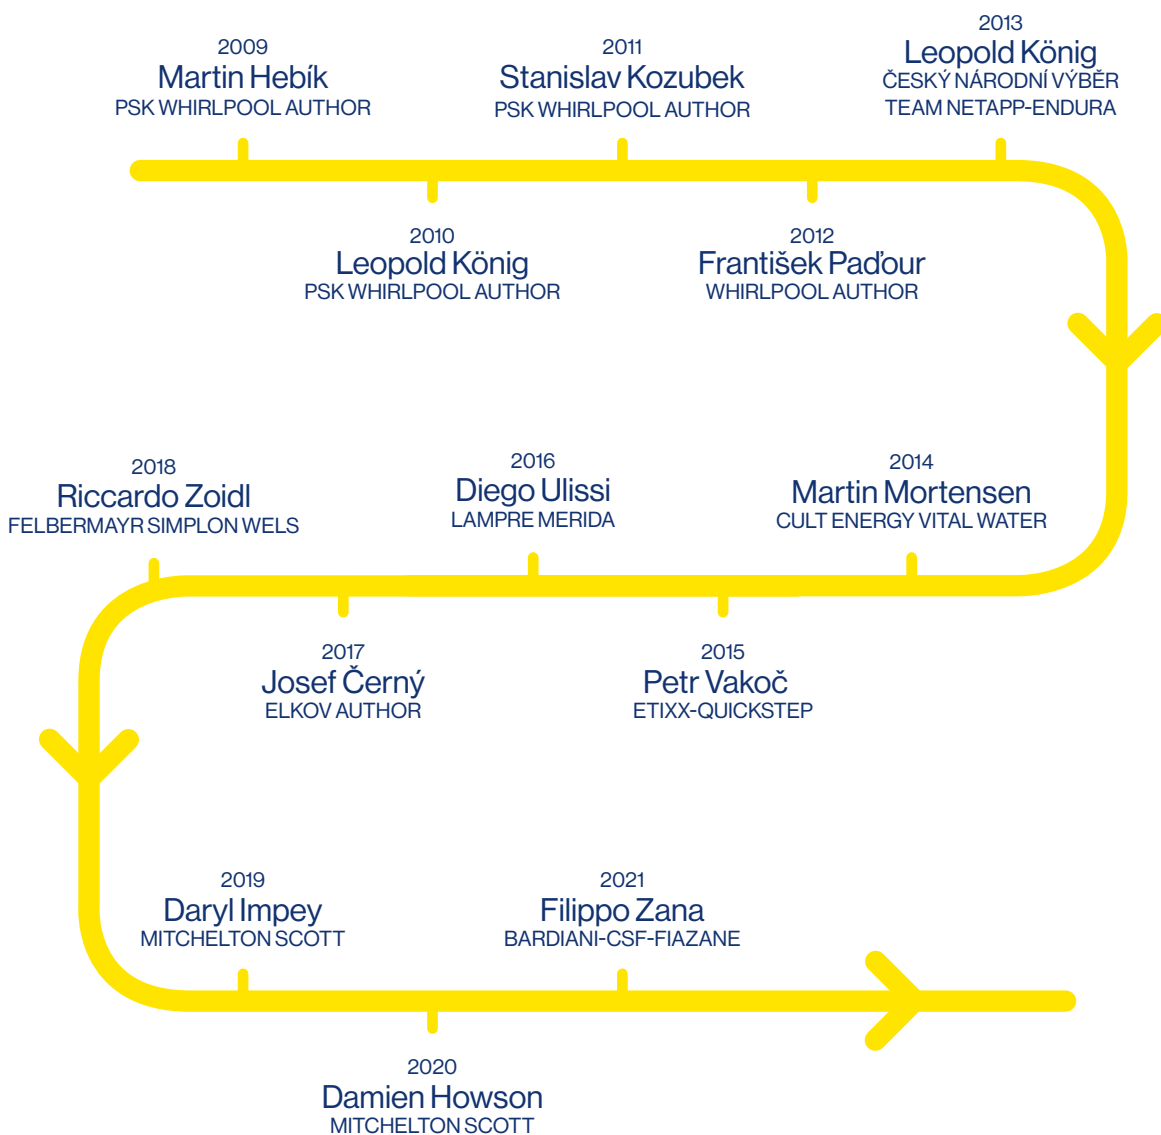 2009
Martin Hebík
PSK WHIRLPOOL AUTHOR
2010
Leopold König
PSK WHIRLPOOL AUTHOR
2011
Stanislav Kozubek
PSK WHIRLPOOL AUTHOR
2012
František Paďour
WHIRLPOOL AUTHOR
2013
Leopold König
ČESKÝ NÁRODNÍ VÝBĚR
TEAM NETAPP-ENDURA
2014
Martin Mortensen
CULT ENERGY VITAL WATER
2015
Petr Vakoč
ETIXX-QUICKSTEP
2016
Diego Ulissi
LAMPRE MERIDA
2017
Josef Černý
ELKOV AUTHOR
2018
Riccardo Zoidl
FELBERMAYR SIMPLON WELS
2019
Daryl Impey
MITCHELTON SCOTT
2020
Damien Howson
MITCHELTON SCOTT
2021
Filippo Zana
BARDIANI-CSF-FIAZANE